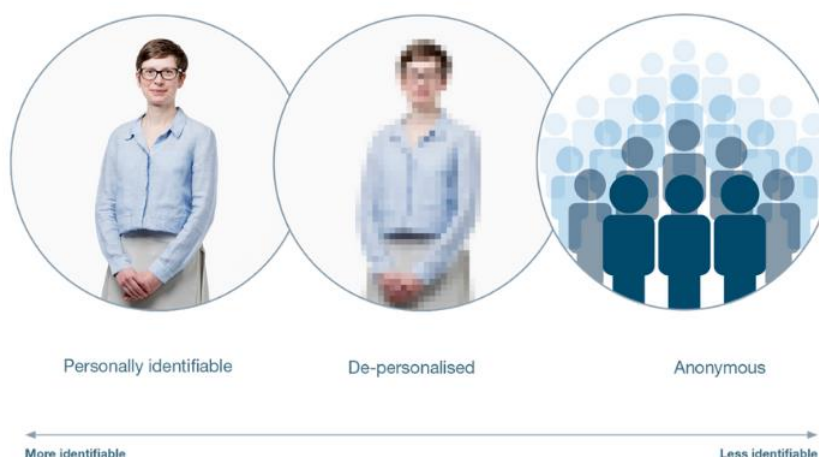 Personally identifiable
De-personalised
Anonymous
More identifiable
Less identifiable